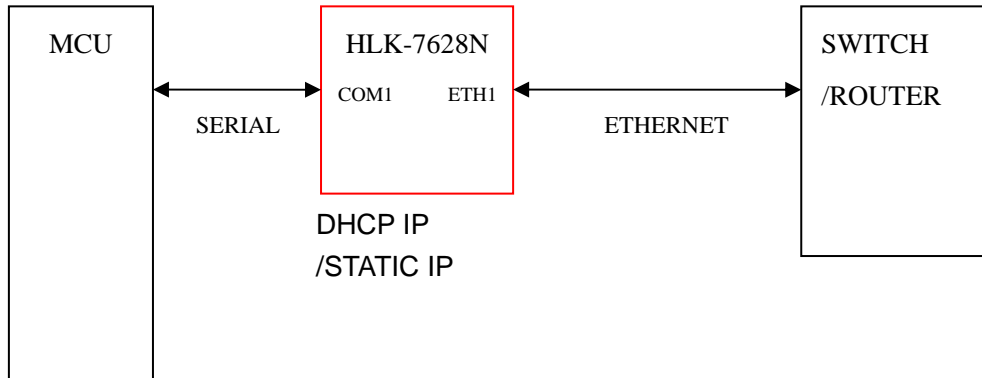 MCU
HLK-7628N
SWITCH
/ROUTER
COM1
ETH1
SERIAL
ETHERNET
DHCP IP
/STATIC IP